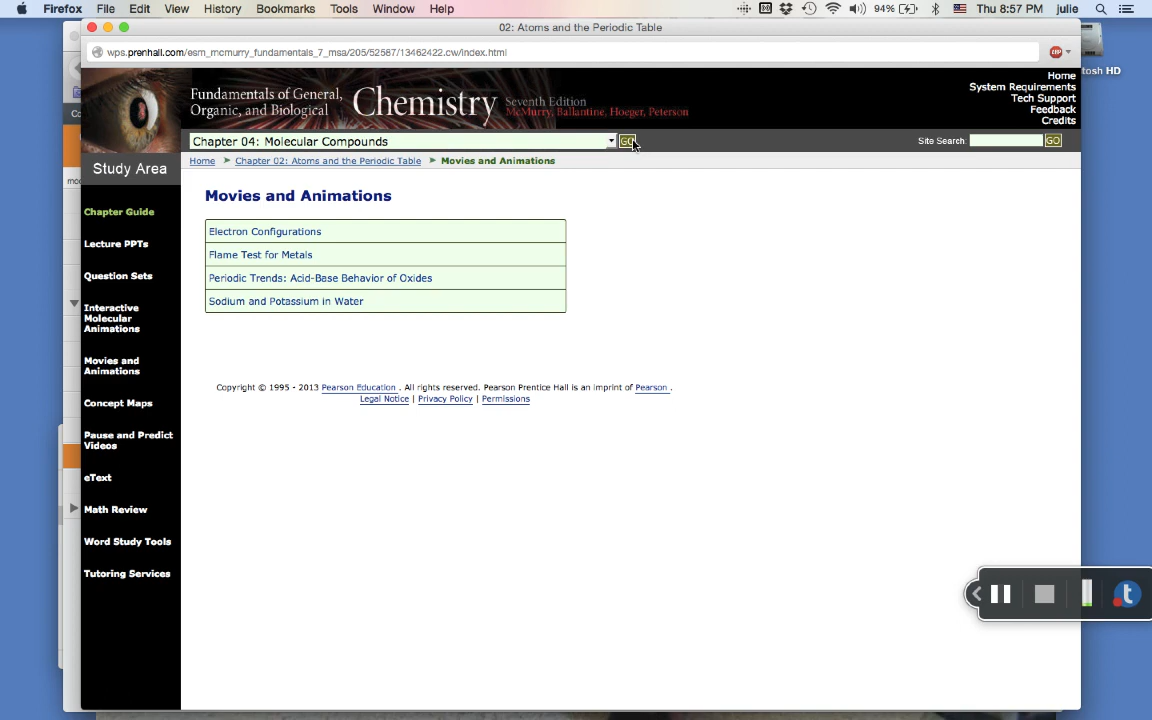 Firefox File Edit View History Bookmarks Tools Window Help 94% Thu 8:57 PM julie
02: Atoms and the Periodic Table
wps.prenhall.com/esm_mcmurry_fundamentals_7_msa/205/52587/13462422.cw/index.html
tosh HD
Fundamentals of General,
Organic, and Biological
Chemistry
Seventh Edition
McMurry, Ballantine, Hoeger, Peterson
Home
System Requirements
Tech Support
Feedback
Credits
Chapter 04: Molecular Compounds GO
Site Search: GO
Study Area
Home Chapter 02: Atoms and the Periodic Table Movies and Animations
Movies and Animations
Electron Configurations
Flame Test for Metals
Periodic Trends: Acid-Base Behavior of Oxides
Sodium and Potassium in Water
Copyright © 1995 - 2013 Pearson Education . All rights reserved. Pearson Prentice Hall is an imprint of Pearson .
Legal Notice | Privacy Policy | Permissions
Chapter Guide
Lecture PPTs
Question Sets
Interactive
Molecular
Animations
Movies and
Animations
Concept Maps
Pause and Predict
Videos
eText
Math Review
Word Study Tools
Tutoring Services
t